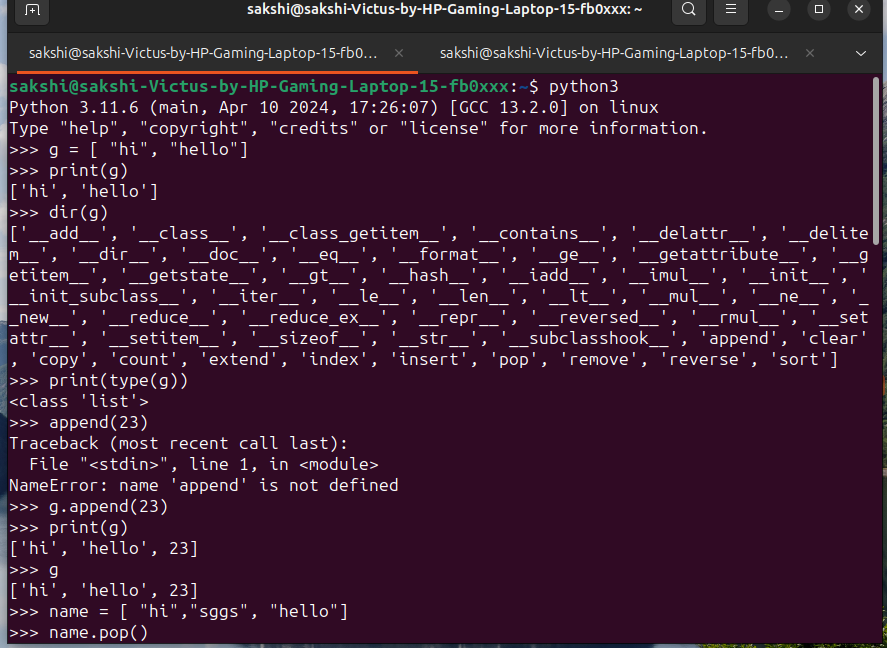 sakshi@sakshi-Victus-by-HP-Gaming-Laptop-15-fb0xxx: ~
sakshi@sakshi-Victus-by-HP-Gaming-Laptop-15-fb0... × sakshi@sakshi-Victus-by-HP-Gaming-Laptop-15-fb0... ×
sakshi@sakshi-Victus-by-HP-Gaming-Laptop-15-fb0xxx:~$ python3
Python 3.11.6 (main, Apr 10 2024, 17:26:07) [GCC 13.2.0] on linux
Type "help", "copyright", "credits" or "license" for more information.
>>> g = [ "hi", "hello"]
>>> print(g)
['hi', 'hello']
>>> dir(g)
['__add__', '__class__', '__class_getitem__', '__contains__', '__delattr__', '__delite
m__', '__dir__', '__doc__', '__eq__', '__format__', '__ge__', '__getattribute__', '__g
etitem__', '__getstate__', '__gt__', '__hash__', '__iadd__', '__imul__', '__init__', '
__init_subclass__', '__iter__', '__le__', '__len__', '__lt__', '__mul__', '__ne__', '_
_new__', '__reduce__', '__reduce_ex__', '__repr__', '__reversed__', '__rmul__', '__set
attr__', '__setitem__', '__sizeof__', '__str__', '__subclasshook__', 'append', 'clear'
, 'copy', 'count', 'extend', 'index', 'insert', 'pop', 'remove', 'reverse', 'sort']
>>> print(type(g))
<class 'list'>
>>> append(23)
Traceback (most recent call last):
  File "<stdin>", line 1, in <module>
NameError: name 'append' is not defined
>>> g.append(23)
>>> print(g)
['hi', 'hello', 23]
>>> g
['hi', 'hello', 23]
>>> name = [ "hi","sggs", "hello"]
>>> name.pop()